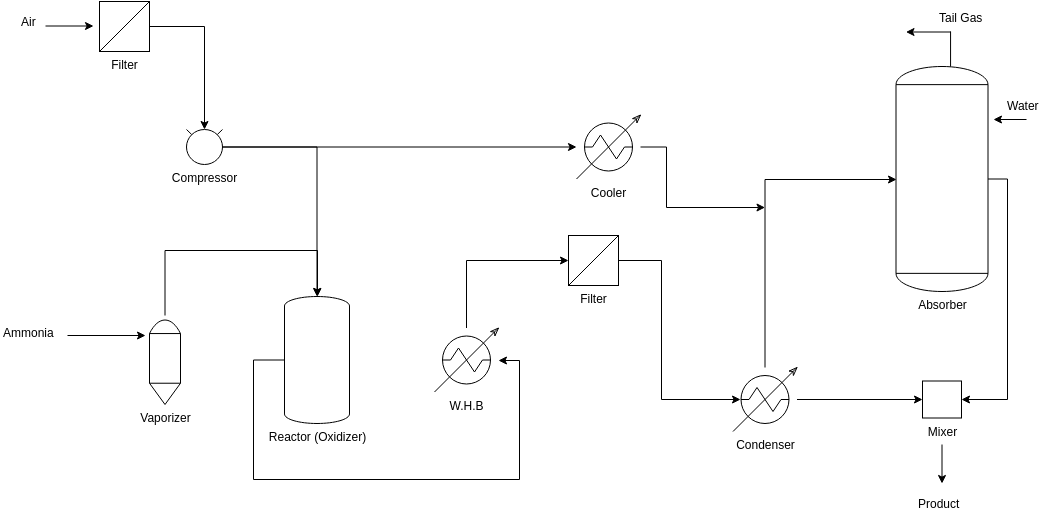 Air
Filter
Tail Gas
Water
Compressor
Cooler
Filter
Absorber
Ammonia
Vaporizer
Reactor (Oxidizer)
W.H.B
Condenser
Mixer
Product